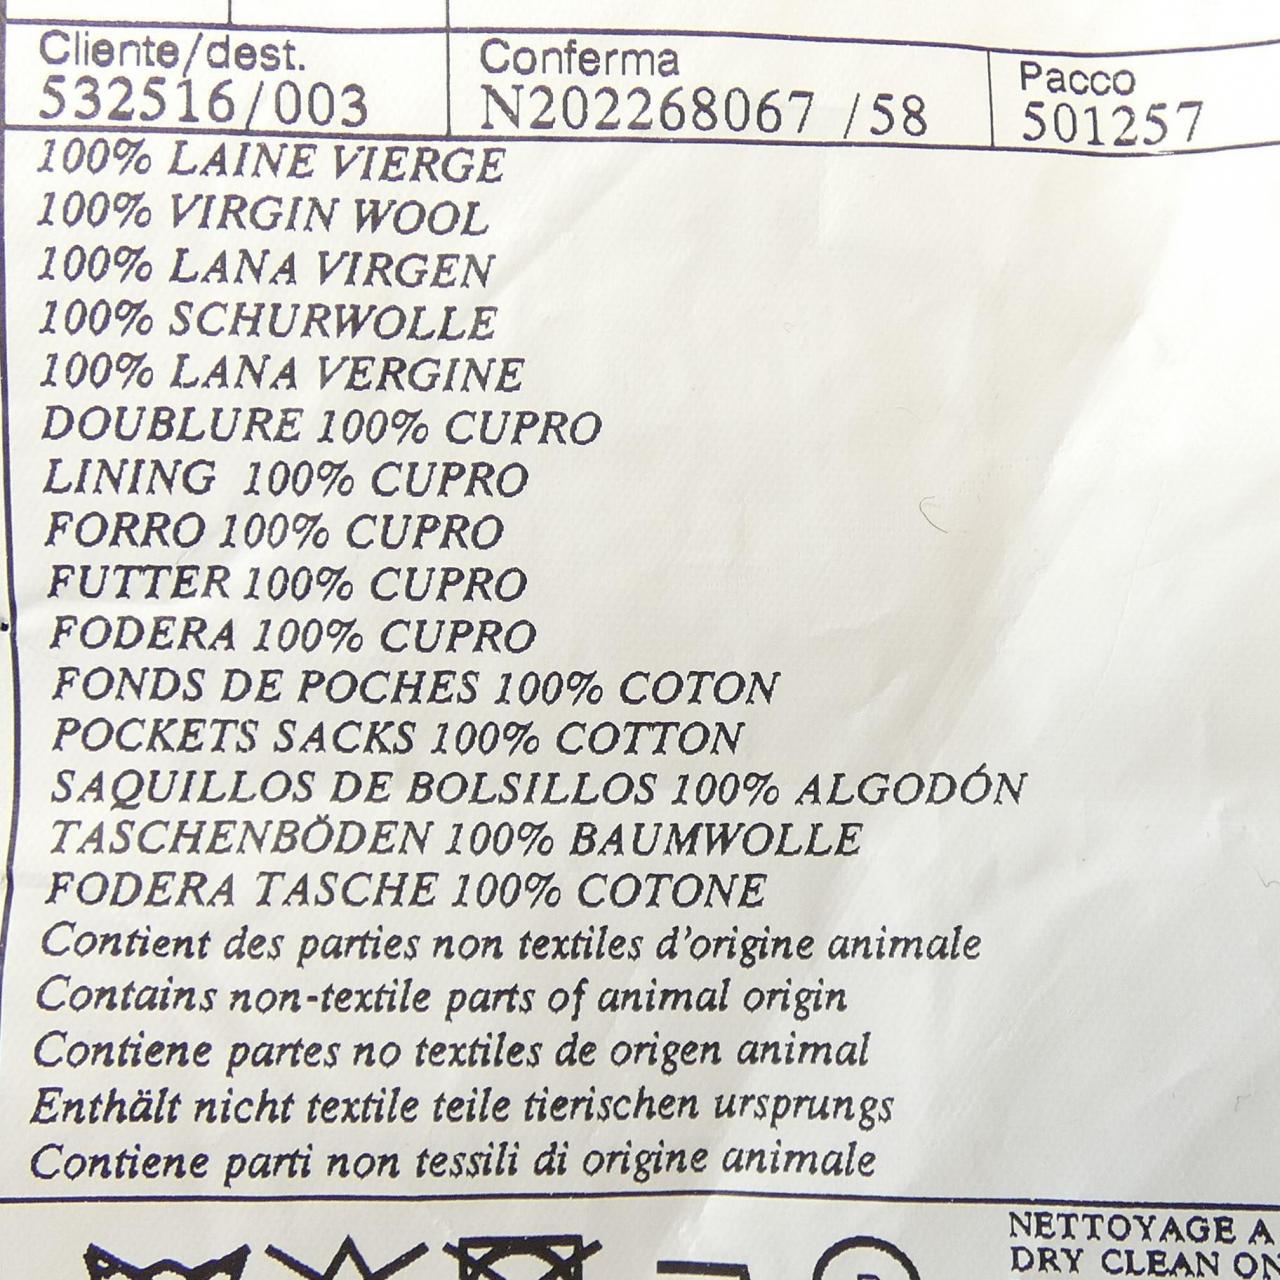 Cliente/dest. Conferma Pacco
532516/003 N202268067 /58 501257
100% LAINE VIERGE
100% VIRGIN WOOL
100% LANA VIRGEN
100% SCHURWOLLE
100% LANA VERGINE
DOUBLURE 100% CUPRO
LINING 100% CUPRO
FORRO 100% CUPRO
FUTTER 100% CUPRO
FODERA 100% CUPRO
FONDS DE POCHES 100% COTON
POCKETS SACKS 100% COTTON
SAQUILLOS DE BOLSILLOS 100% ALGODÓN
TASCHENBÖDEN 100% BAUMWOLLE
FODERA TASCHE 100% COTONE
Contient des parties non textiles d'origine animale
Contains non-textile parts of animal origin
Contiene partes no textiles de origen animal
Enthält nicht textile teile tierischen ursprungs
Contiene parti non tessili di origine animale
NETTOYAGE A
DRY CLEAN ON